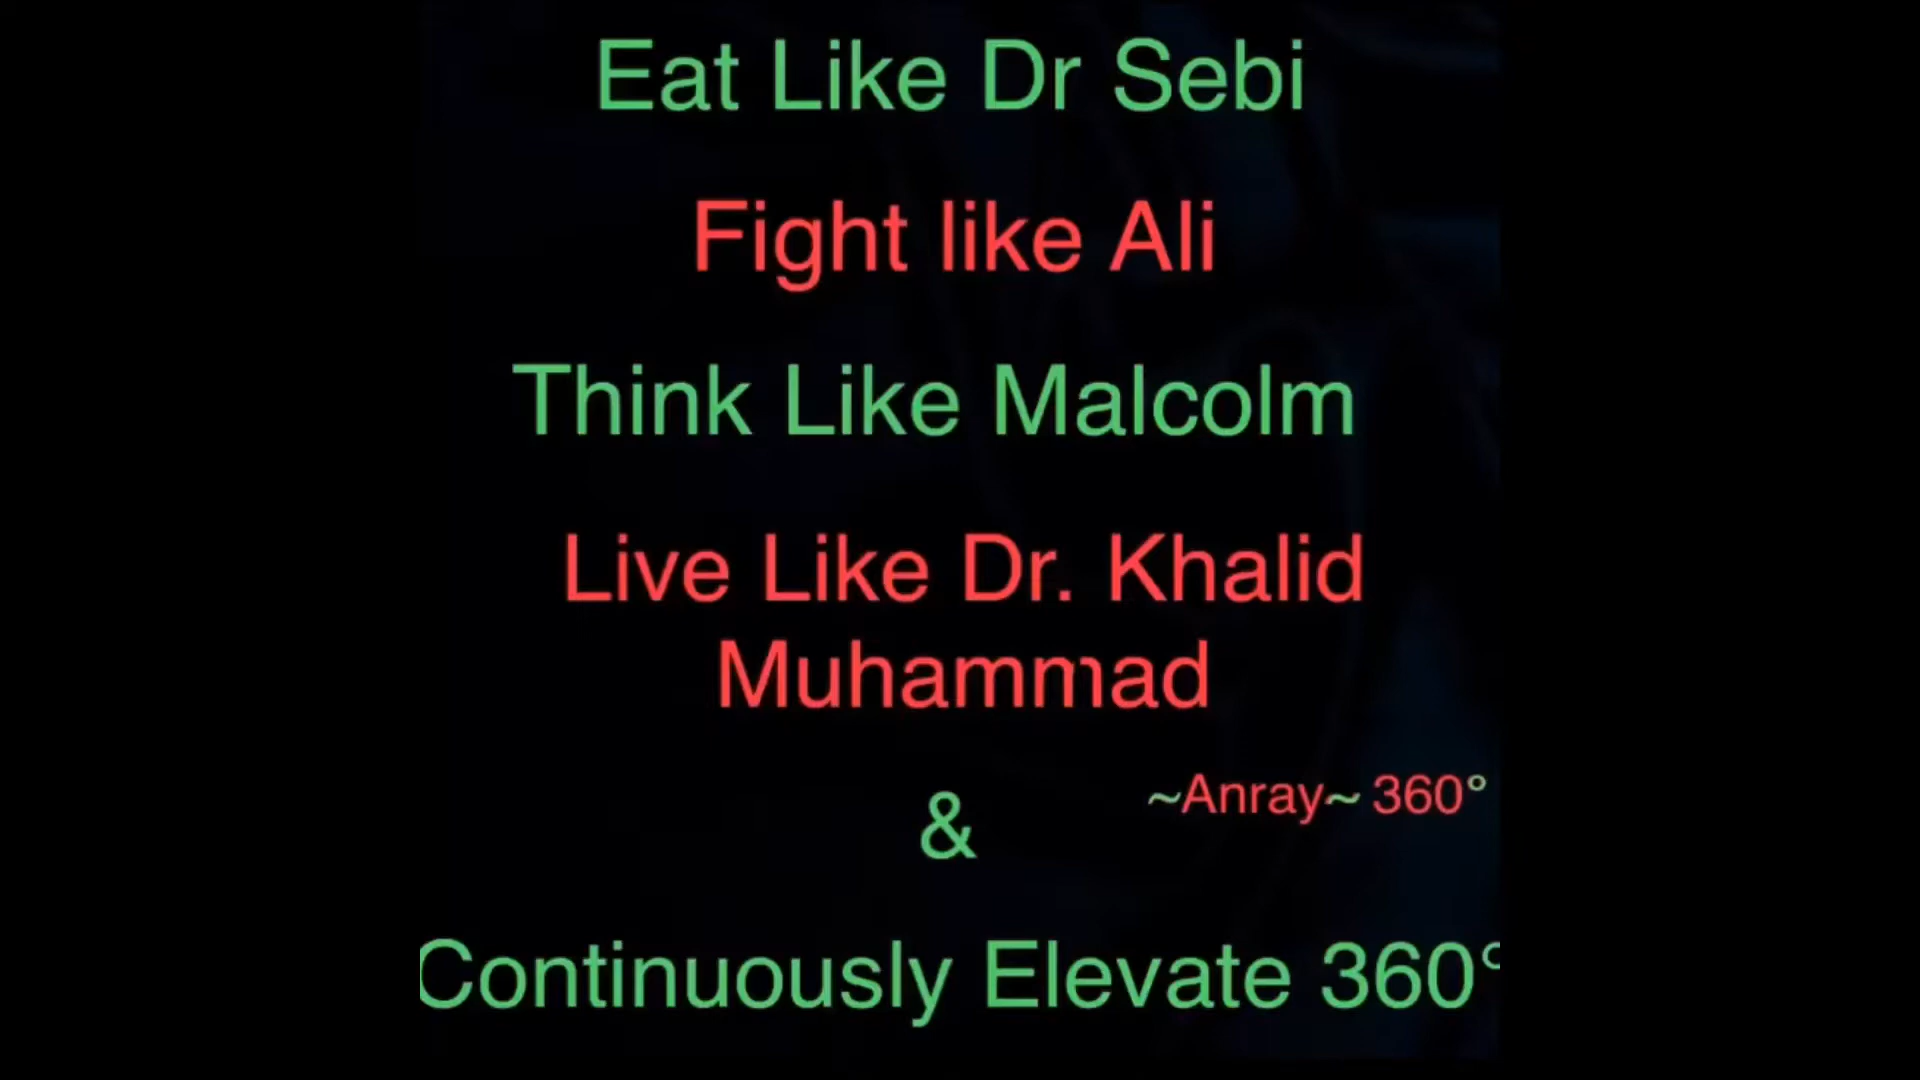 Eat Like Dr Sebi
Fight like Ali
Think Like Malcolm
Live Like Dr. Khalid
Muhammad
~Anray~ 360°
&
Continuously Elevate 360°